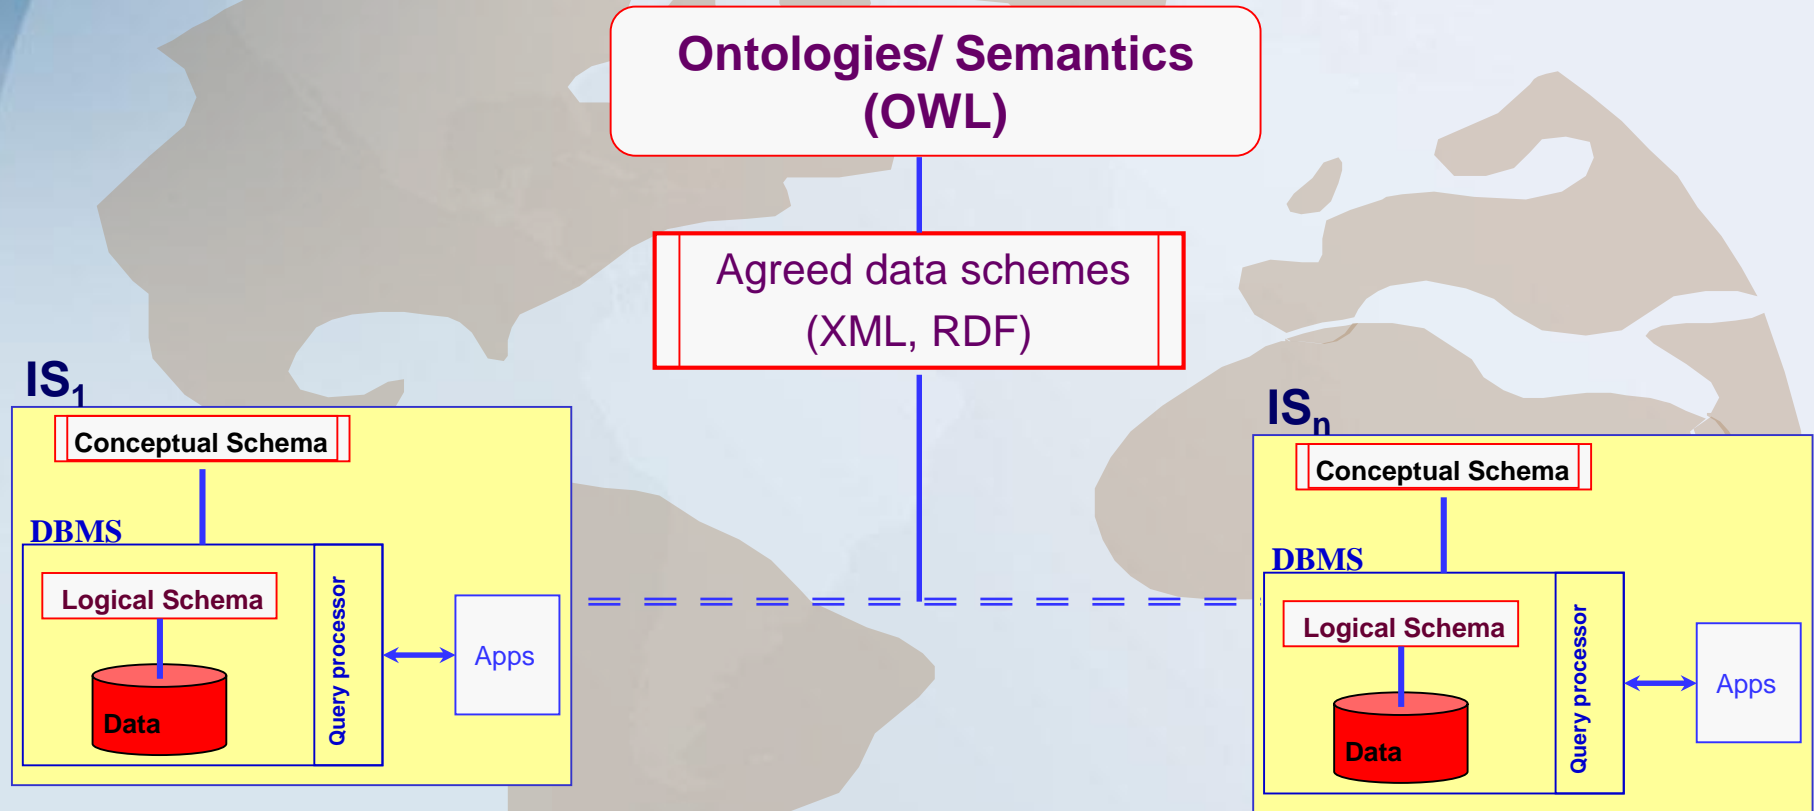 Ontologies/ Semantics
(OWL)
Agreed data schemes
(XML, RDF)
IS1
Conceptual Schema
DBMS
Logical Schema
Data
Query processor
Apps
ISn
Conceptual Schema
DBMS
Logical Schema
Data
Query processor
Apps